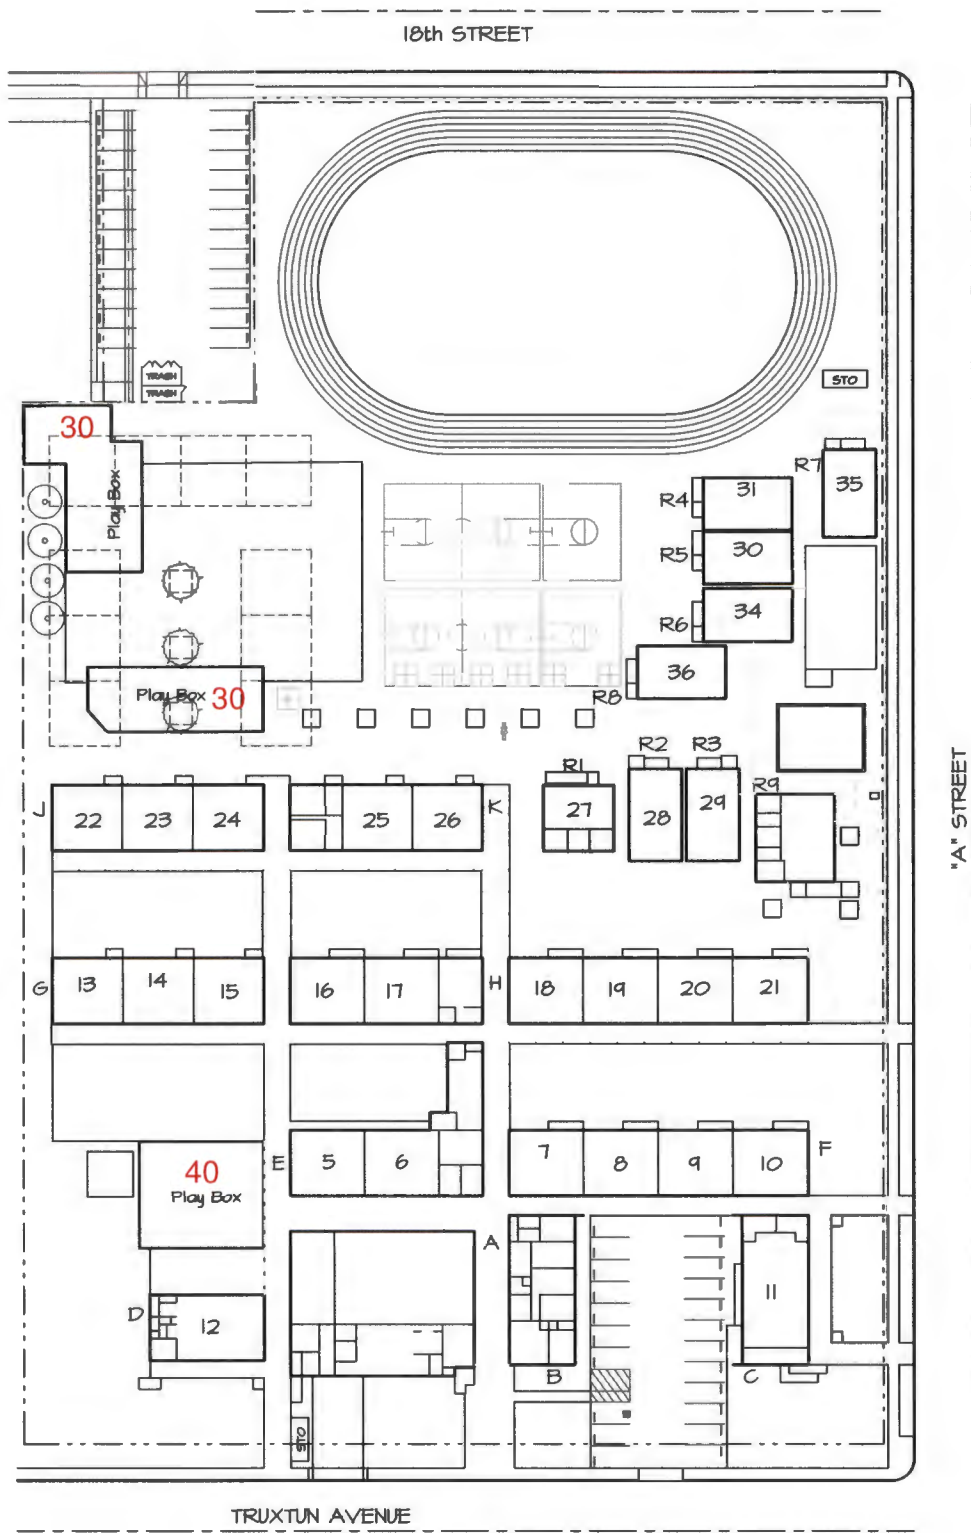 18th STREET
TRASH
TRASH
STO
30
Play Box
R7
35
R4
31
R5
30
R6
34
R8
36
Play Box
30
"A" STREET
R1
R2
R3
R9
J
22
23
24
25
26
K
27
28
29
G
13
14
15
16
17
H
18
19
20
21
40
Play Box
E
5
6
7
8
9
10
F
A
D
12
11
B
C
STO
TRUXTUN AVENUE